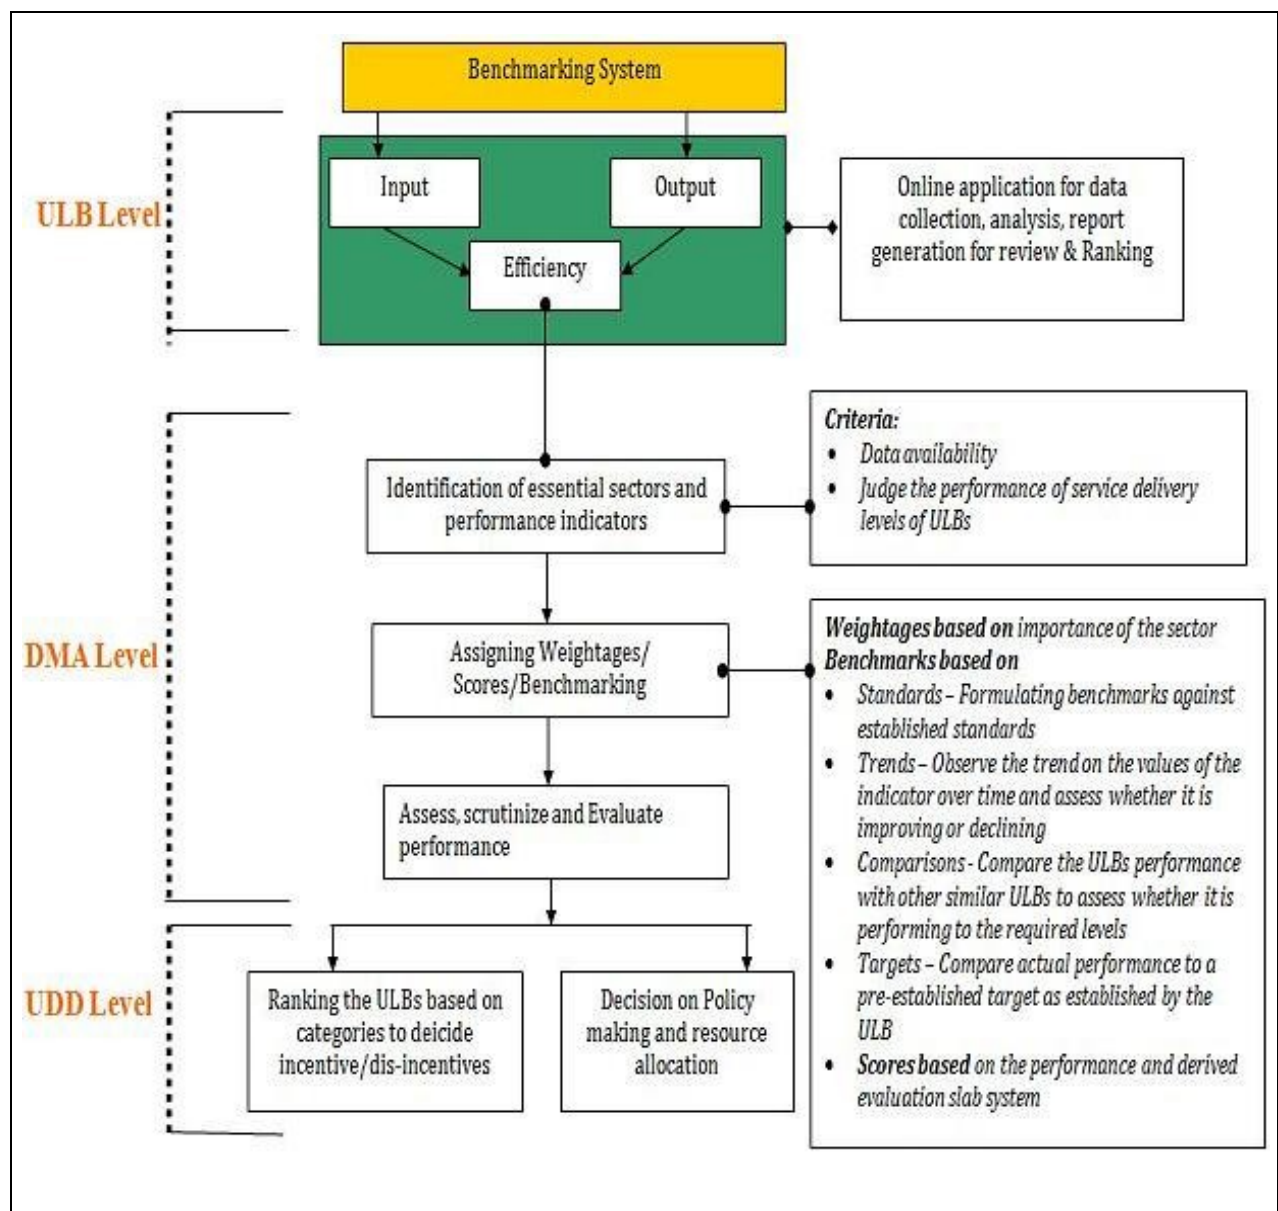 Benchmarking System
ULB Level
Input
Output
Efficiency
Online application for data
collection, analysis, report
generation for review & Ranking
DMA Level
Identification of essential sectors and
performance indicators
Criteria:
• Data availability
• Judge the performance of service delivery
levels of ULBs
Assigning Weightages/
Scores/Benchmarking
Weightages based on importance of the sector
Benchmarks based on
• Standards – Formulating benchmarks against
established standards
• Trends – Observe the trend on the values of the
indicator over time and assess whether it is
improving or declining
• Comparisons - Compare the ULBs performance
with other similar ULBs to assess whether it is
performing to the required levels
• Targets – Compare actual performance to a
pre-established target as established by the
ULB
• Scores based on the performance and derived
evaluation slab system
Assess, scrutinize and Evaluate
performance
UDD Level
Ranking the ULBs based on
categories to deicide
incentive/dis-incentives
Decision on Policy
making and resource
allocation